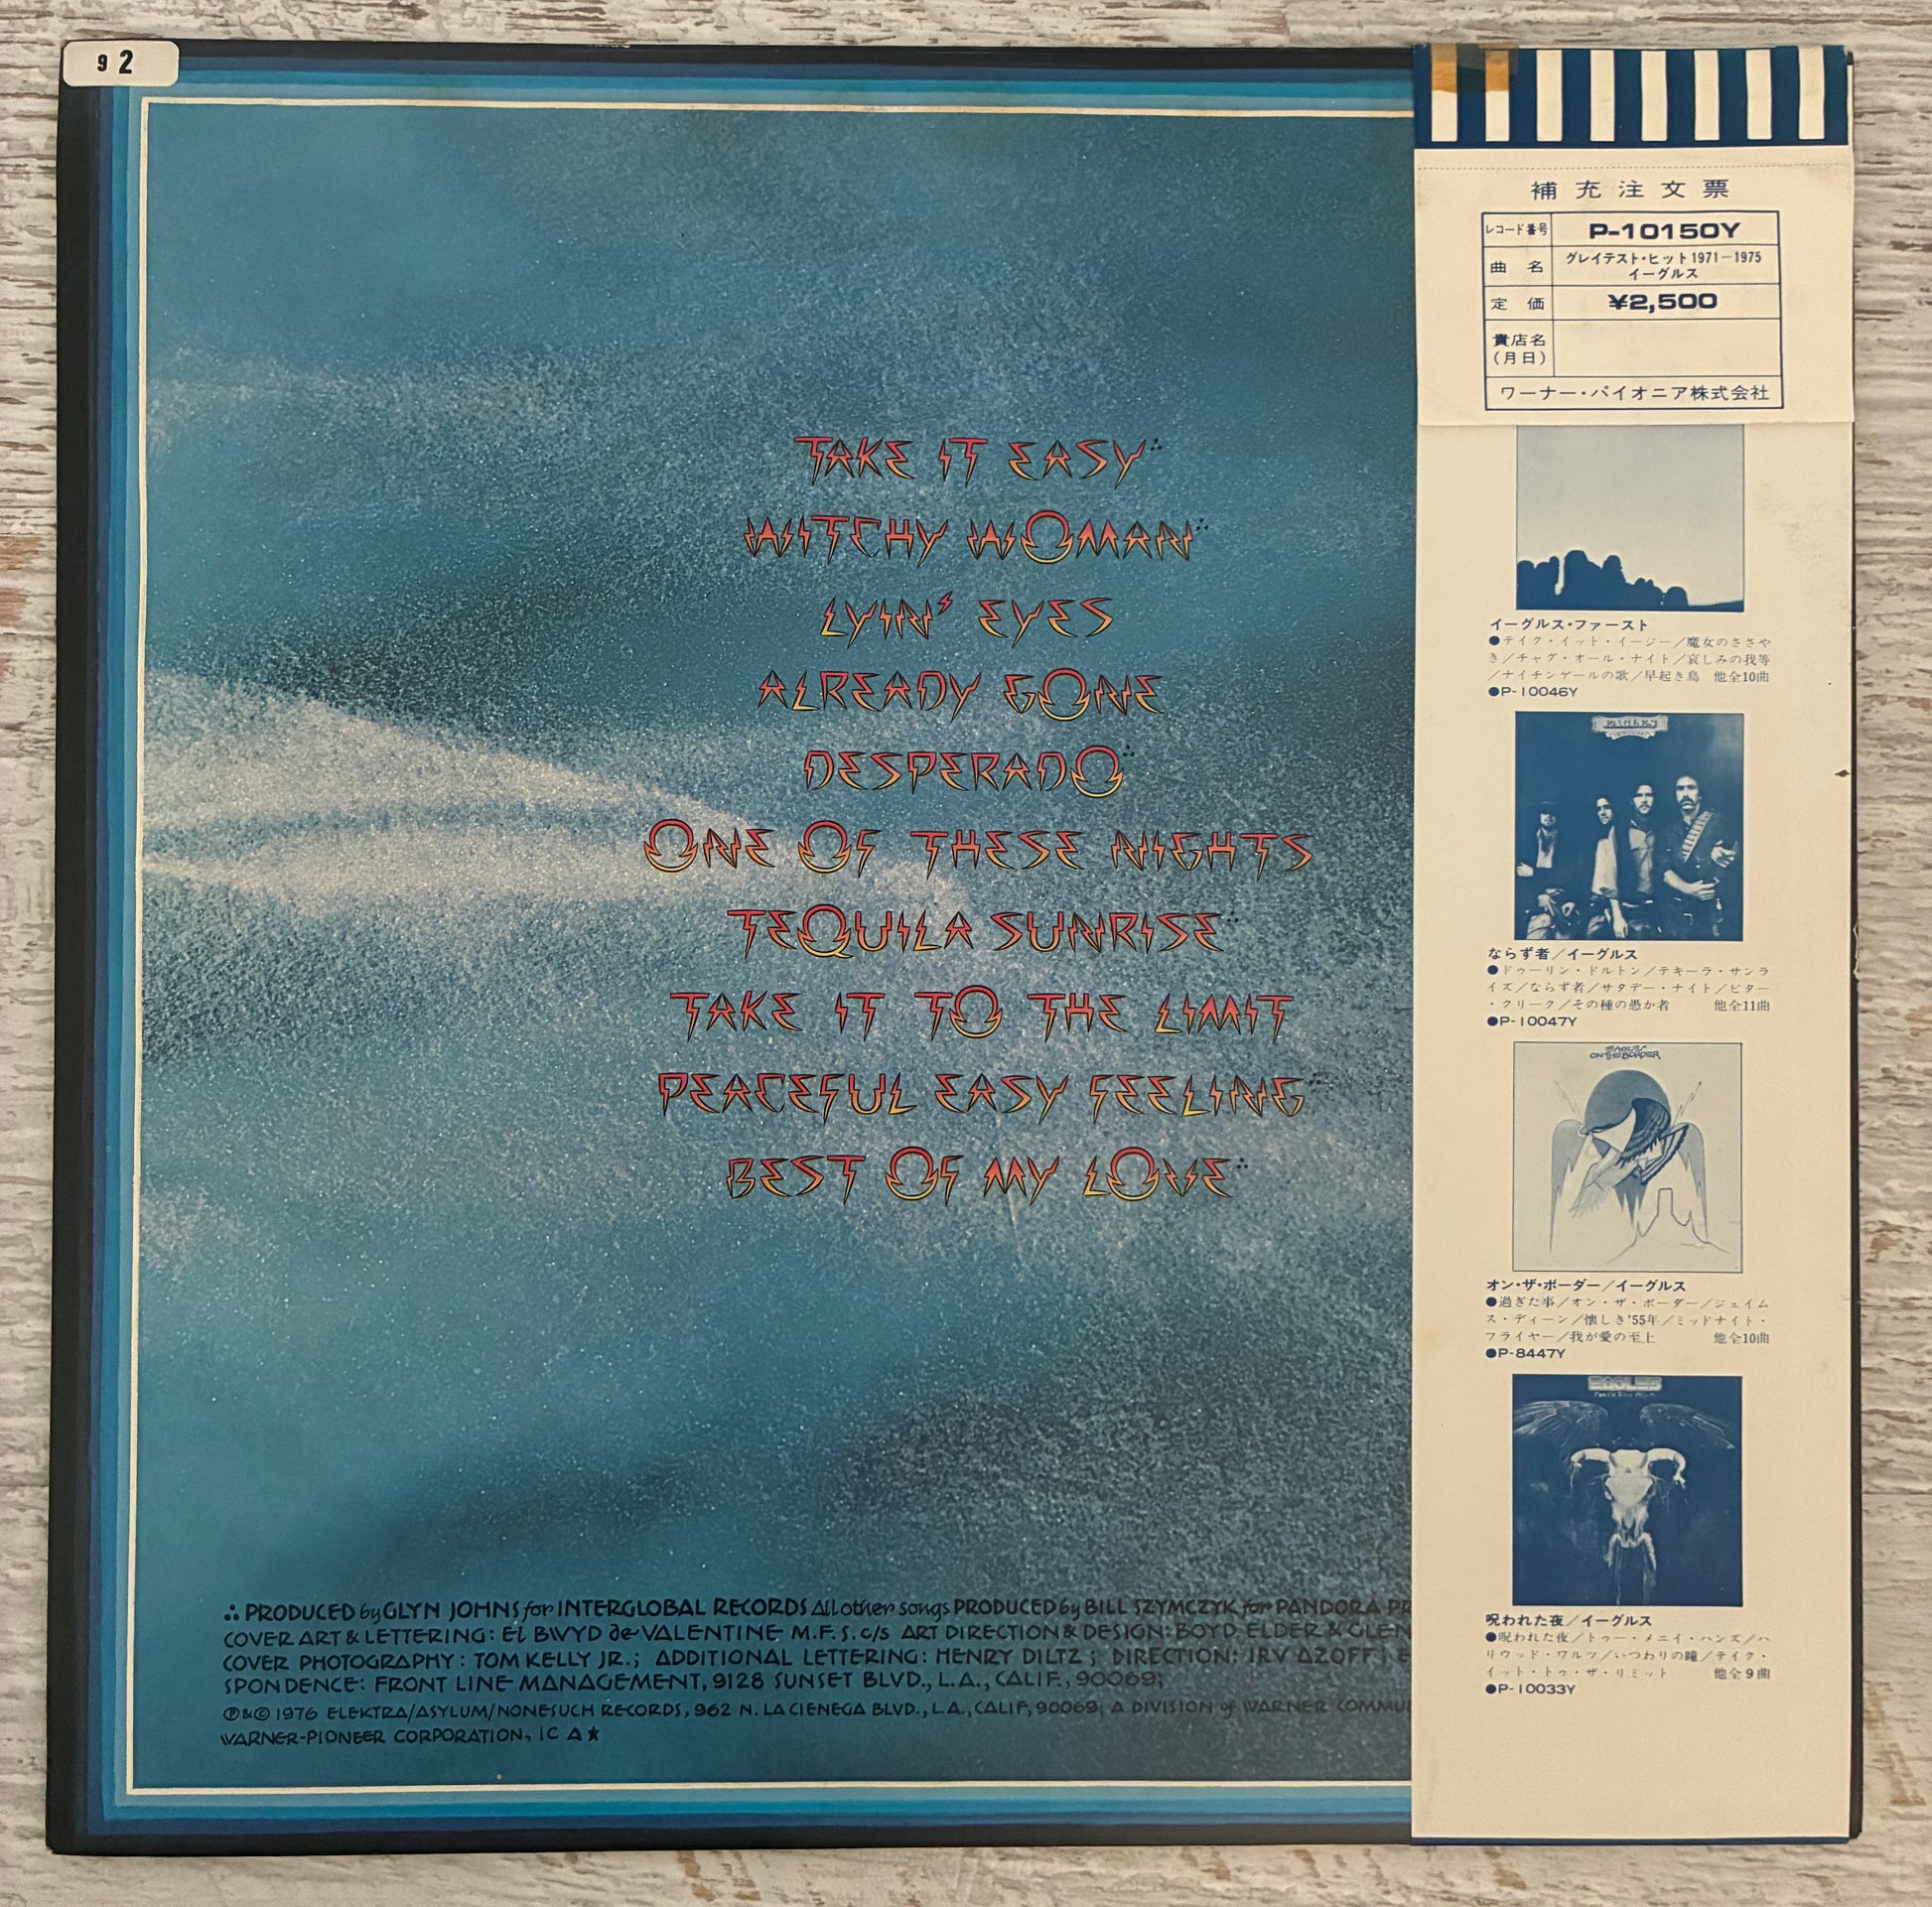 9 2
TAKE IT EASY∴
WITCHY WOMAN∴
LYIN' EYES
ALREADY GONE
DESPERADO∴
ONE OF THESE NIGHTS
TEQUILA SUNRISE∴
TAKE IT TO THE LIMIT
PEACEFUL EASY FEELING∴
BEST OF MY LOVE∴
∴ PRODUCED by GLYN JOHNS for INTERGLOBAL RECORDS All other songs PRODUCED by BILL SZYMCZYK for PANDORA PR
COVER ART & LETTERING: El BWYD de VALENTINE M.F.S. c/s ART DIRECTION & DESIGN: BOYD ELDER & GLEN
COVER PHOTOGRAPHY: TOM KELLY JR.; ADDITIONAL LETTERING: HENRY DILTZ; DIRECTION: IRV AZOFF; E
SPONDENCE: FRONT LINE MANAGEMENT, 9128 SUNSET BLVD., L.A., CALIF., 90069;
℗&© 1976 ELEKTRA/ASYLUM/NONESUCH RECORDS, 962 N. LA CIENEGA BLVD., L.A., CALIF, 90069; A DIVISION of WARNER COMMU
WARNER-PIONEER CORPORATION, IC △ ★
補充注文票
レコード番号 P-10150Y
曲名 グレイテスト・ヒット1971-1975
イーグルス
定価 ¥2,500
貴店名
(月日)
ワーナー・パイオニア株式会社
イーグルス・ファースト
●テイク・イット・イージー/魔女のささや
き/チャグ・オール・ナイト/哀しみの我等
/ナイチンゲールの歌/早起き鳥 他全10曲
●P-10046Y
ならず者/イーグルス
●ドゥーリン・ドルトン/テキーラ・サンラ
イズ/ならず者/サタデー・ナイト/ビター
・クリーク/その種の愚か者 他全11曲
●P-10047Y
EAGLES
ON THE BORDER
オン・ザ・ボーダー/イーグルス
●過ぎた事/オン・ザ・ボーダー/ジェイム
ス・ディーン/懐しき'55年/ミッドナイト・
フライヤー/我が愛の至上 他全10曲
●P-8447Y
EAGLES
呪われた夜/イーグルス
●呪われた夜/トゥー・メニイ・ハンズ/ハ
リウッド・ワルツ/いつわりの瞳/テイク・
イット・トゥ・ザ・リミット 他全9曲
●P-10033Y